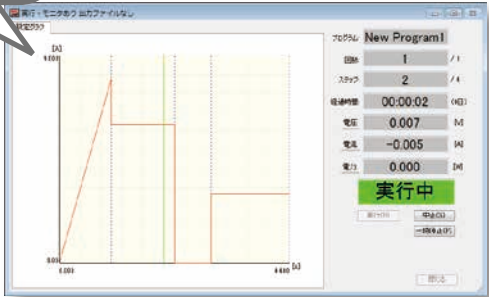 実行・モニタあり 出力ファイルなし
設定グラフ
プログラム New Program1
回数 1 / 1
ステップ 2 / 4
経過時間 00:00:02 (0日)
電圧 0.007 [V]
電流 -0.005 [A]
電力 0.000 [W]
実行中
実行(R) 中止(S)
一時停止(P)
閉じる
[A]
[s]